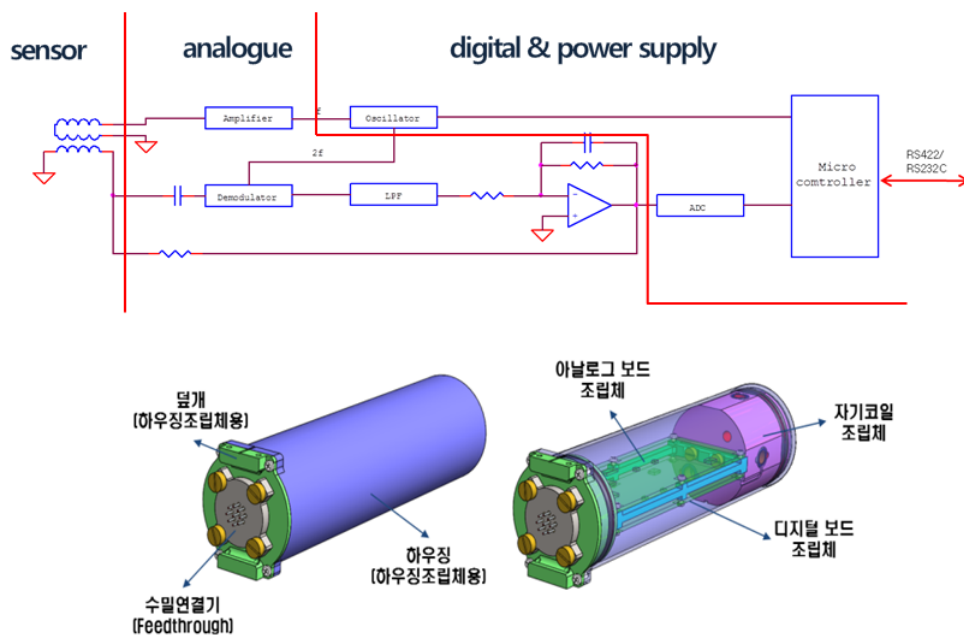 sensor
analogue
digital & power supply
Amplifier
f
Oscillator
2f
Demodulator
LPF
ADC
Micro
comtroller
RS422/
RS232C
덮개
(하우징조립체용)
하우징
(하우징조립체용)
수밀연결기
(Feedthrough)
아날로그 보드
조립체
자기코일
조립체
디지털 보드
조립체